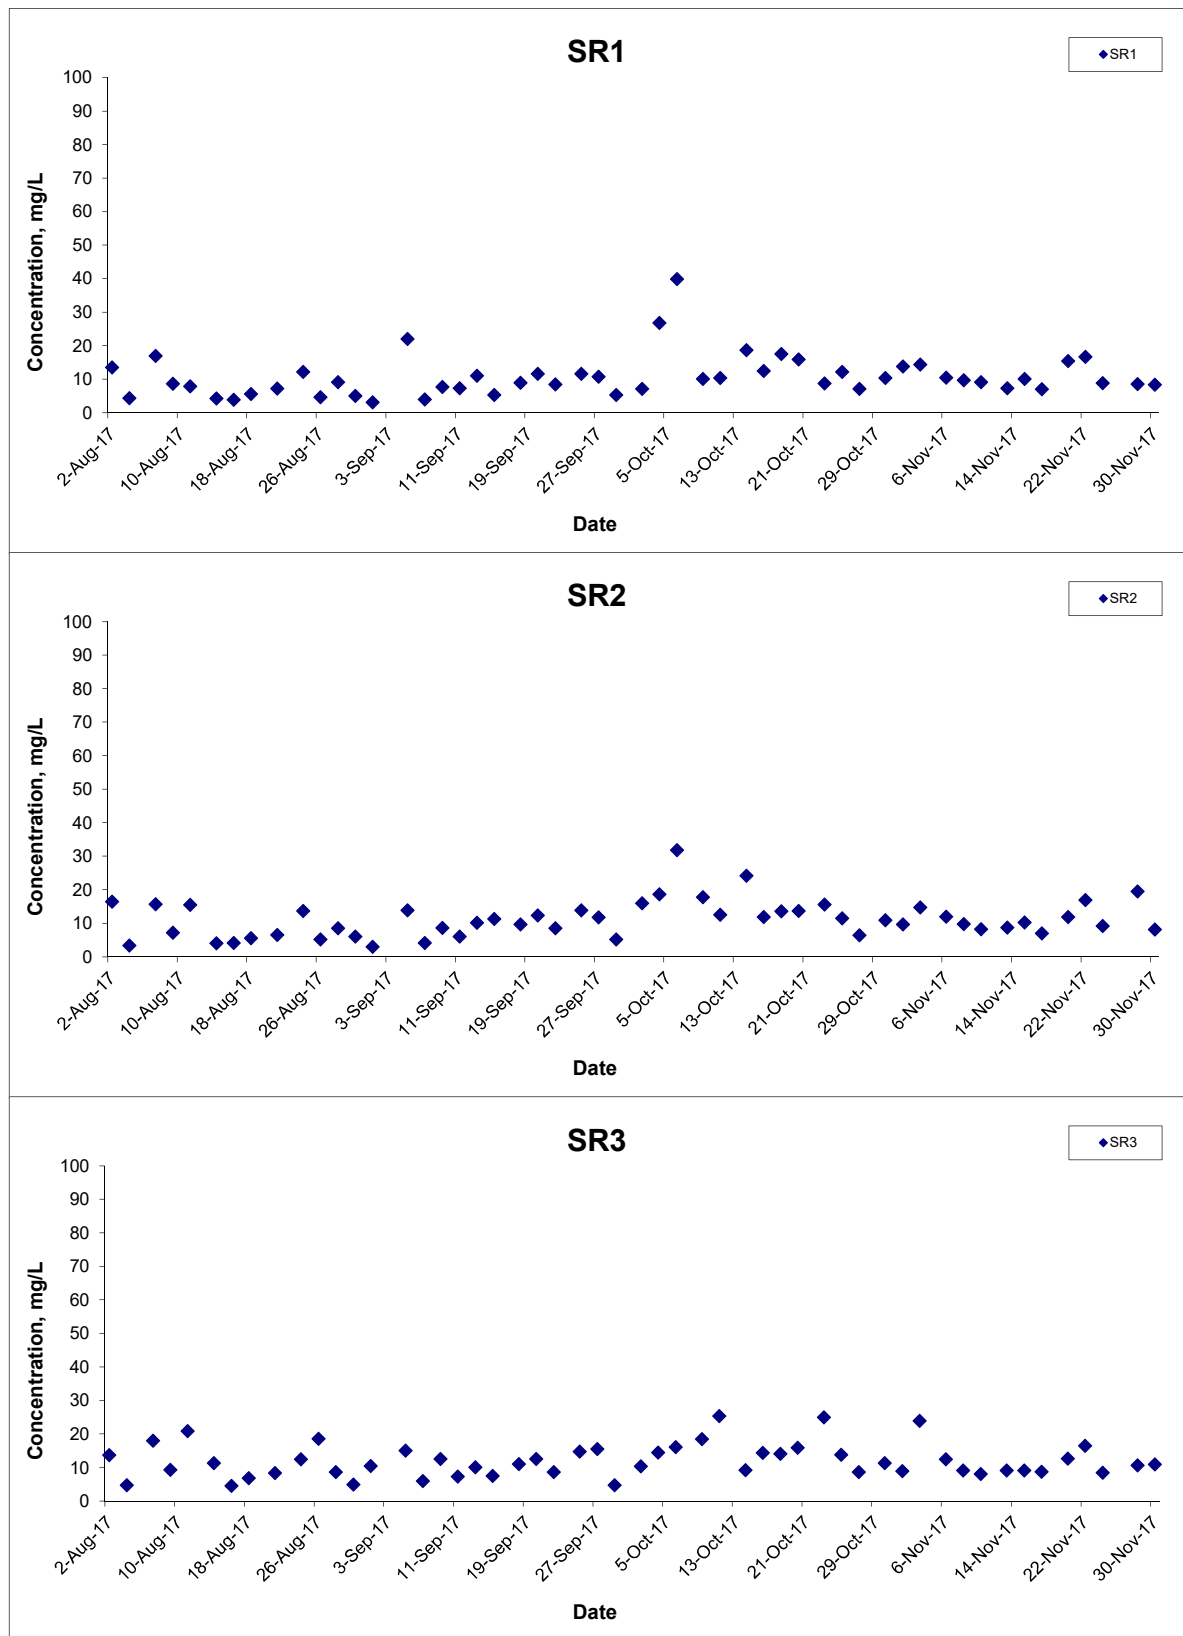 SR1
SR1
100
90
80
70
60
50
40
30
20
10
0
Concentration, mg/L
2-Aug-17
10-Aug-17
18-Aug-17
26-Aug-17
3-Sep-17
11-Sep-17
19-Sep-17
27-Sep-17
5-Oct-17
13-Oct-17
21-Oct-17
29-Oct-17
6-Nov-17
14-Nov-17
22-Nov-17
30-Nov-17
Date
SR2
SR2
100
90
80
70
60
50
40
30
20
10
0
Concentration, mg/L
2-Aug-17
10-Aug-17
18-Aug-17
26-Aug-17
3-Sep-17
11-Sep-17
19-Sep-17
27-Sep-17
5-Oct-17
13-Oct-17
21-Oct-17
29-Oct-17
6-Nov-17
14-Nov-17
22-Nov-17
30-Nov-17
Date
SR3
SR3
100
90
80
70
60
50
40
30
20
10
0
Concentration, mg/L
2-Aug-17
10-Aug-17
18-Aug-17
26-Aug-17
3-Sep-17
11-Sep-17
19-Sep-17
27-Sep-17
5-Oct-17
13-Oct-17
21-Oct-17
29-Oct-17
6-Nov-17
14-Nov-17
22-Nov-17
30-Nov-17
Date